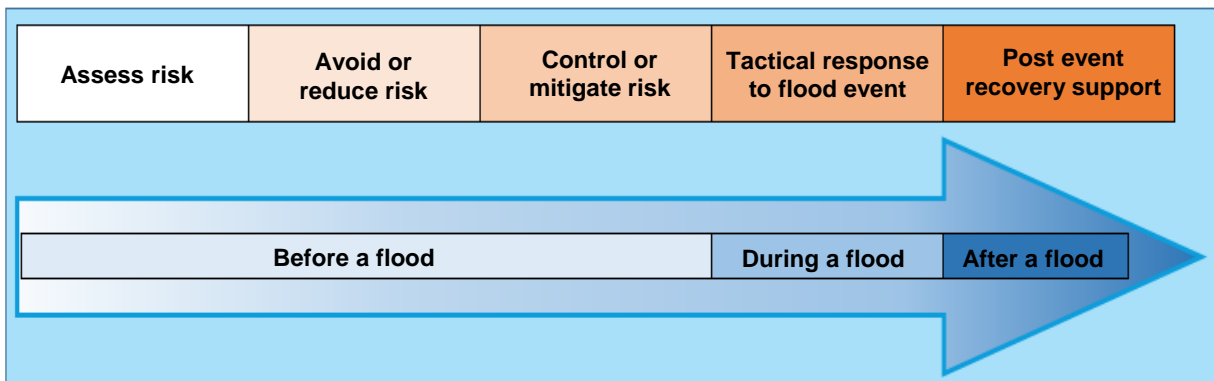 Assess risk
Avoid or
reduce risk
Control or
mitigate risk
Tactical response
to flood event
Post event
recovery support
Before a flood
During a flood
After a flood